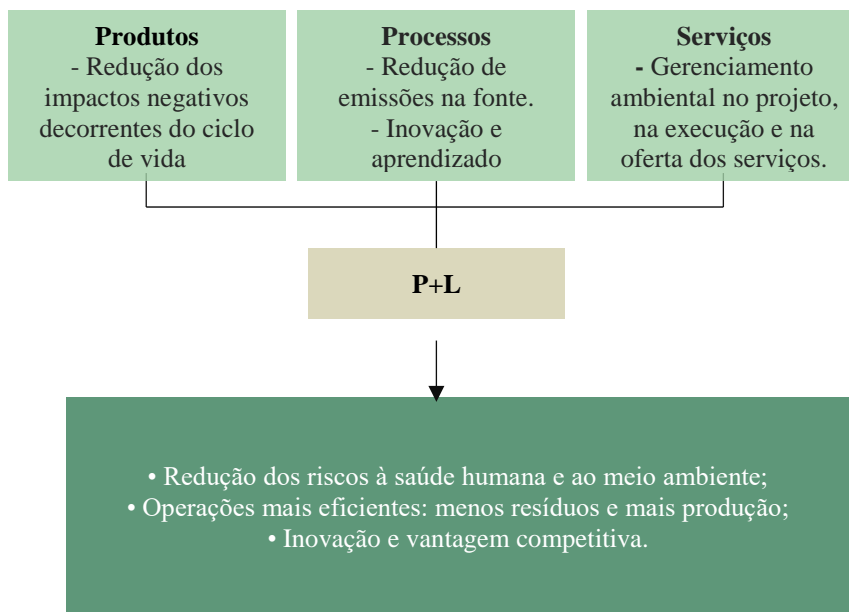 Produtos
- Redução dos
impactos negativos
decorrentes do ciclo
de vida
Processos
- Redução de
emissões na fonte.
- Inovação e
aprendizado
Serviços
- Gerenciamento
ambiental no projeto,
na execução e na
oferta dos serviços.
P+L
• Redução dos riscos à saúde humana e ao meio ambiente;
• Operações mais eficientes: menos resíduos e mais produção;
• Inovação e vantagem competitiva.